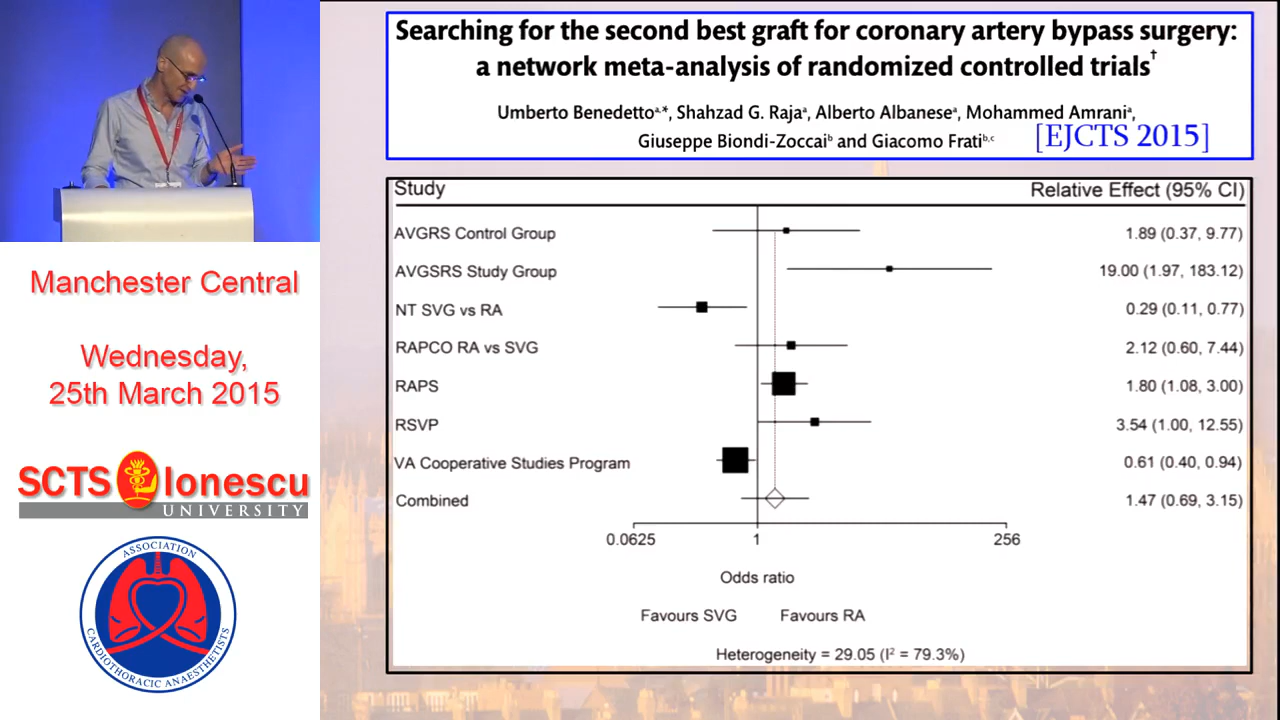 Searching for the second best graft for coronary artery bypass surgery:
a network meta-analysis of randomized controlled trials†
Umberto Benedettoᵃ,*, Shahzad G. Rajaᵃ, Alberto Albaneseᵃ, Mohammed Amraniᵃ,
Giuseppe Biondi-Zoccaiᵇ and Giacomo Fratiᵇ,ᶜ
[EJCTS 2015]
Study Relative Effect (95% CI)
AVGRS Control Group 1.89 (0.37, 9.77)
AVGSRS Study Group 19.00 (1.97, 183.12)
NT SVG vs RA 0.29 (0.11, 0.77)
RAPCO RA vs SVG 2.12 (0.60, 7.44)
RAPS 1.80 (1.08, 3.00)
RSVP 3.54 (1.00, 12.55)
VA Cooperative Studies Program 0.61 (0.40, 0.94)
Combined 1.47 (0.69, 3.15)
0.0625 1 256
Odds ratio
Favours SVG Favours RA
Heterogeneity = 29.05 (I² = 79.3%)
Manchester Central
Wednesday,
25th March 2015
SCTS Ionescu
UNIVERSITY
ASSOCIATION
CARDIOTHORACIC ANAESTHETISTS